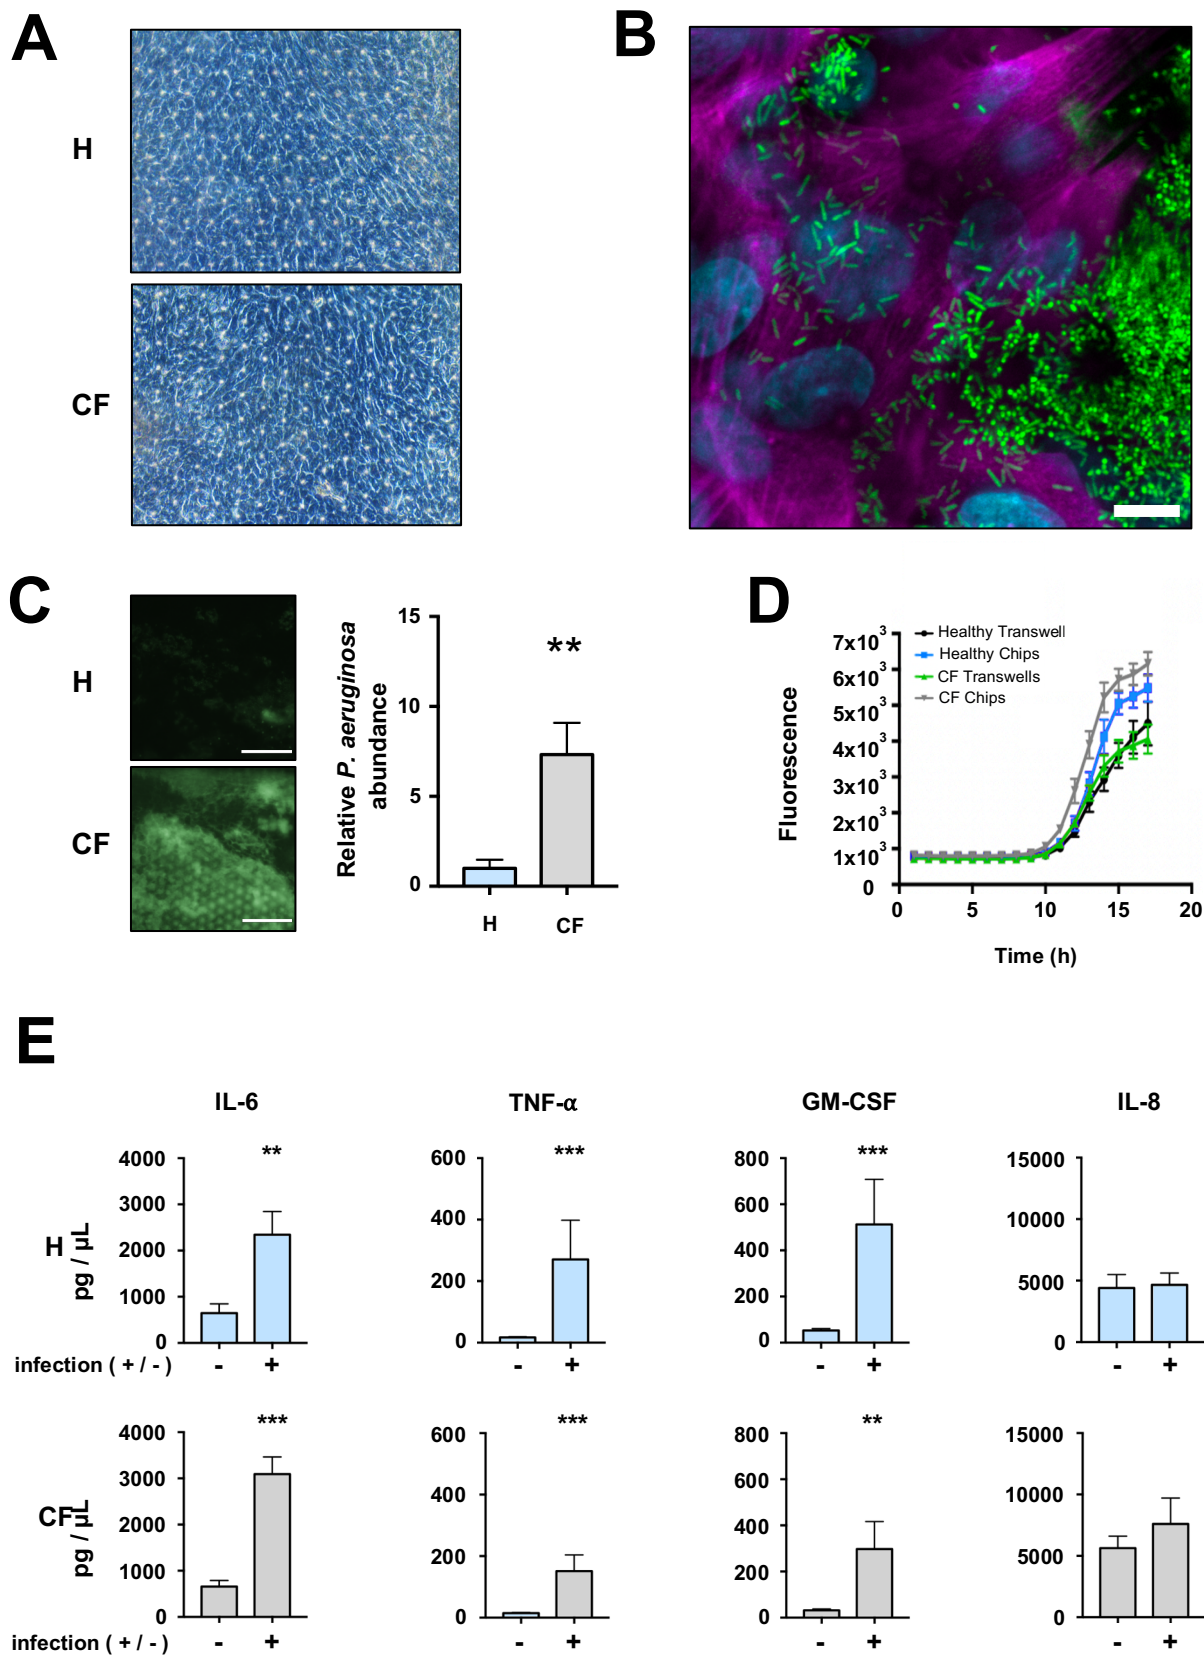 A
H
CF
B
C
H
CF
Relative P. aeruginosa
abundance
15
10
5
0
**
H
CF
D
Fluorescence
7x10³
6x10³
5x10³
4x10³
3x10³
2x10³
1x10³
0
Healthy Transwell
Healthy Chips
CF Transwells
CF Chips
0 5 10 15 20
Time (h)
E
IL-6 TNF-α GM-CSF IL-8
H
pg / µL
4000
3000
2000
1000
0
**
600
400
200
0
***
800
600
400
200
0
***
15000
10000
5000
0
infection ( + / - ) - + - + - + - +
CF
pg / µL
4000
3000
2000
1000
0
***
600
400
200
0
***
800
600
400
200
0
**
15000
10000
5000
0
infection ( + / - ) - + - + - + - +